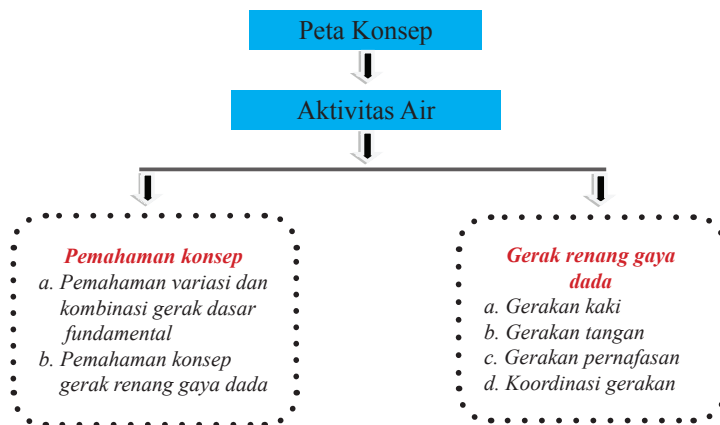 Peta Konsep
Aktivitas Air
Pemahaman konsep
a. Pemahaman variasi dan
kombinasi gerak dasar
fundamental
b. Pemahaman konsep
gerak renang gaya dada
Gerak renang gaya
dada
a. Gerakan kaki
b. Gerakan tangan
c. Gerakan pernafasan
d. Koordinasi gerakan